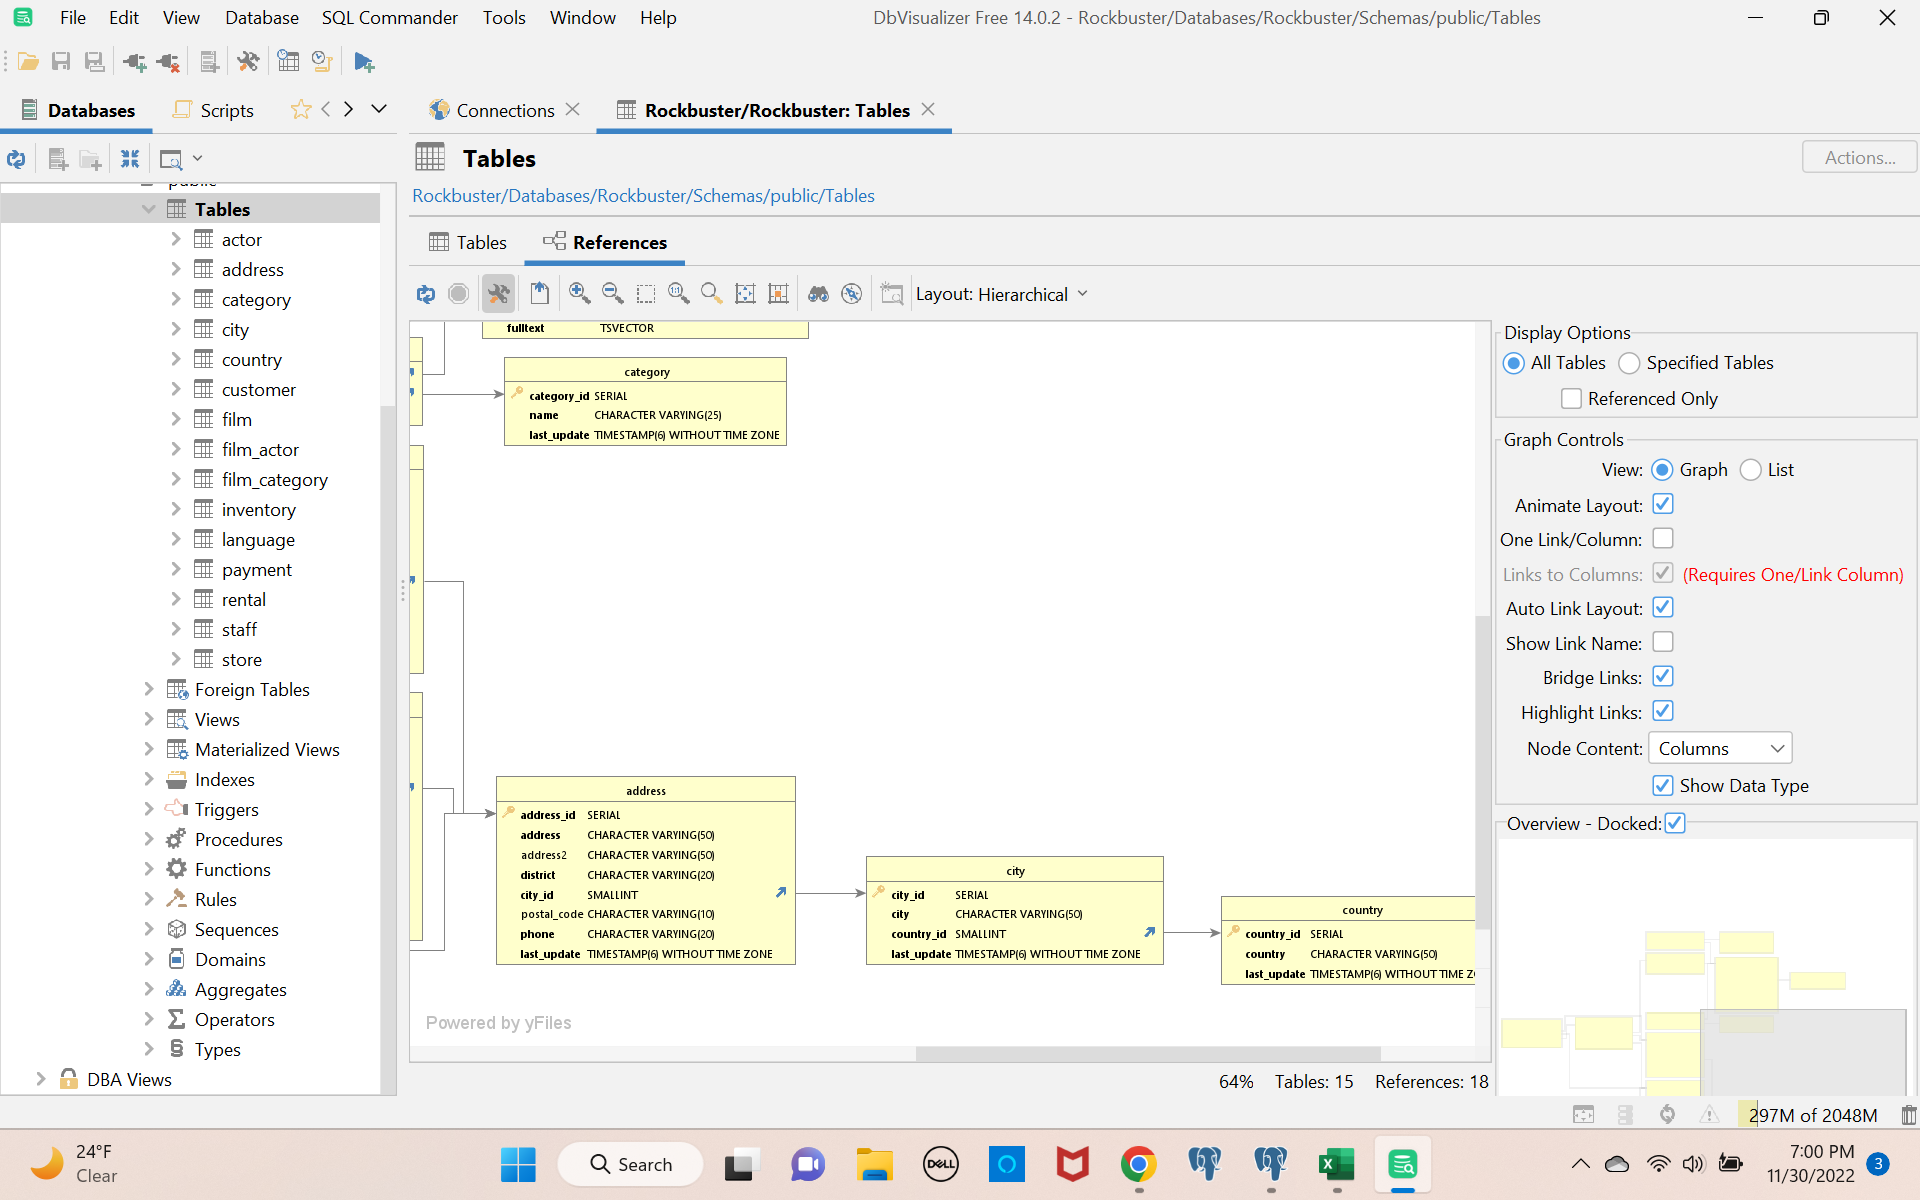 File Edit View Database SQL Commander Tools Window Help
DbVisualizer Free 14.0.2 - Rockbuster/Databases/Rockbuster/Schemas/public/Tables
Databases Scripts
Connections Rockbuster/Rockbuster: Tables
Tables
Actions...
Rockbuster/Databases/Rockbuster/Schemas/public/Tables
public
Tables
actor
address
category
city
country
customer
film
film_actor
film_category
inventory
language
payment
rental
staff
store
Foreign Tables
Views
Materialized Views
Indexes
Triggers
Procedures
Functions
Rules
Sequences
Domains
Aggregates
Operators
Types
DBA Views
Tables References
Layout: Hierarchical
fulltext TSVECTOR
category
category_id SERIAL
name CHARACTER VARYING(25)
last_update TIMESTAMP(6) WITHOUT TIME ZONE
address
address_id SERIAL
address CHARACTER VARYING(50)
address2 CHARACTER VARYING(50)
district CHARACTER VARYING(20)
city_id SMALLINT
postal_code CHARACTER VARYING(10)
phone CHARACTER VARYING(20)
last_update TIMESTAMP(6) WITHOUT TIME ZONE
city
city_id SERIAL
city CHARACTER VARYING(50)
country_id SMALLINT
last_update TIMESTAMP(6) WITHOUT TIME ZONE
country
country_id SERIAL
country CHARACTER VARYING(50)
last_update TIMESTAMP(6) WITHOUT TIME
Powered by yFiles
64% Tables: 15 References: 18
Display Options
All Tables Specified Tables
Referenced Only
Graph Controls
View: Graph List
Animate Layout:
One Link/Column:
Links to Columns: (Requires One/Link Column)
Auto Link Layout:
Show Link Name:
Bridge Links:
Highlight Links:
Node Content: Columns
Show Data Type
Overview - Docked:
297M of 2048M
24°F
Clear
Search
DELL
7:00 PM
11/30/2022
3